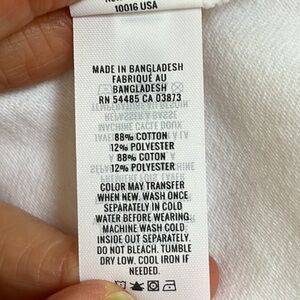 10016 USA
MADE IN BANGLADESH
FABRIQUÉ AU
BANGLADESH
RN 54485 CA 03873
88% COTTON
12% POLYESTER
88% COTON
12% POLYESTER
COLOR MAY TRANSFER
WHEN NEW. WASH ONCE
SEPARATELY IN COLD
WATER BEFORE WEARING.
MACHINE WASH COLD
INSIDE OUT SEPARATELY.
DO NOT BLEACH. TUMBLE
DRY LOW. COOL IRON IF
NEEDED.